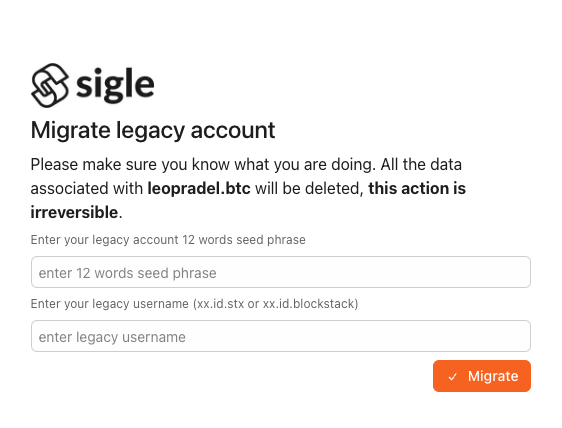 sigle
Migrate legacy account
Please make sure you know what you are doing. All the data
associated with leopradel.btc will be deleted, this action is
irreversible.
Enter your legacy account 12 words seed phrase
enter 12 words seed phrase
Enter your legacy username (xx.id.stx or xx.id.blockstack)
enter legacy username
Migrate